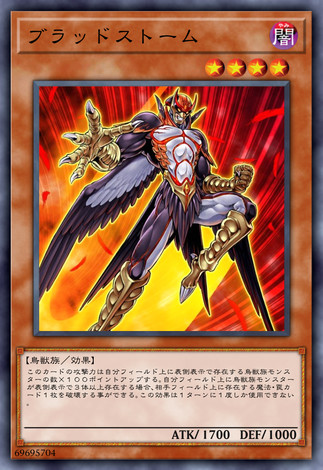 ブラッドストーム
闇
やみ
【鳥獣族／効果】
このカードの攻撃力は自分フィールド上に表側表示で存在する鳥獣族モンス
ターの数×１００ポイントアップする。自分フィールド上に鳥獣族モンスター
が表側表示で３体以上存在する場合、相手フィールド上に存在する魔法・罠カ
ード１枚を破壊する事ができる。この効果は１ターンに１度しか使用できない
。
ATK/ 1700 DEF/1000
69695704